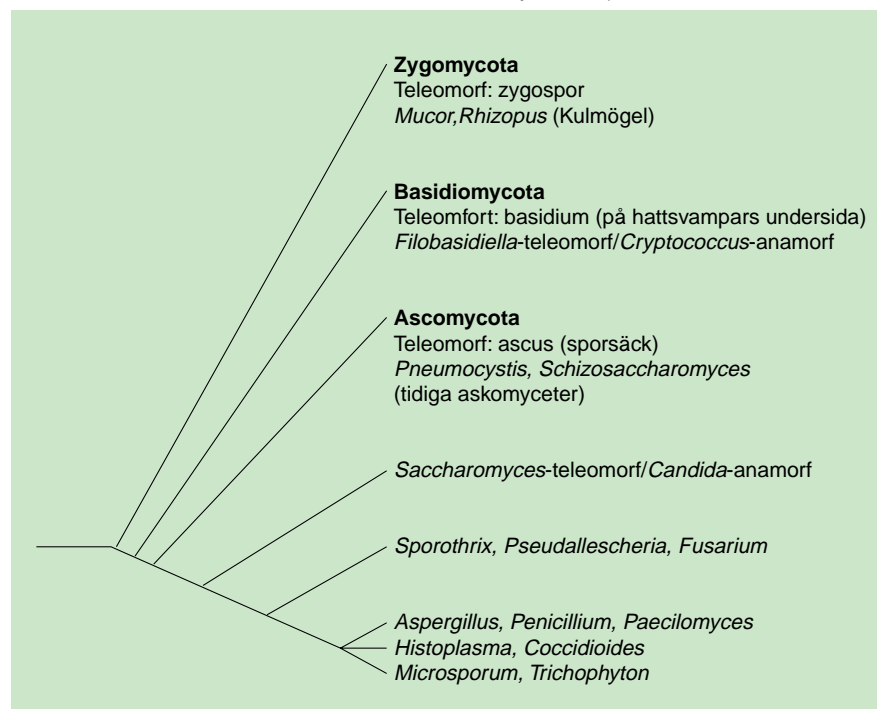 Zygomycota
Teleomorf: zygospor
Mucor,Rhizopus (Kulmögel)
Basidiomycota
Teleomfort: basidium (på hattsvampars undersida)
Filobasidiella-teleomorf/Cryptococcus-anamorf
Ascomycota
Teleomorf: ascus (sporsäck)
Pneumocystis, Schizosaccharomyces
(tidiga askomyceter)
Saccharomyces-teleomorf/Candida-anamorf
Sporothrix, Pseudallescheria, Fusarium
Aspergillus, Penicillium, Paecilomyces
Histoplasma, Coccidioides
Microsporum, Trichophyton